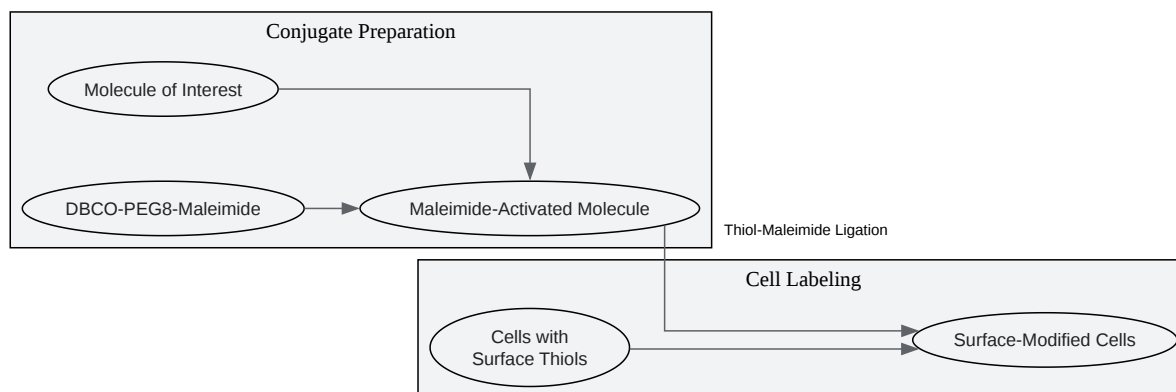 Conjugate Preparation
Molecule of Interest
DBCO-PEG8-Maleimide
Maleimide-Activated Molecule
Thiol-Maleimide Ligation
Cell Labeling
Cells with
Surface Thiols
Surface-Modified Cells